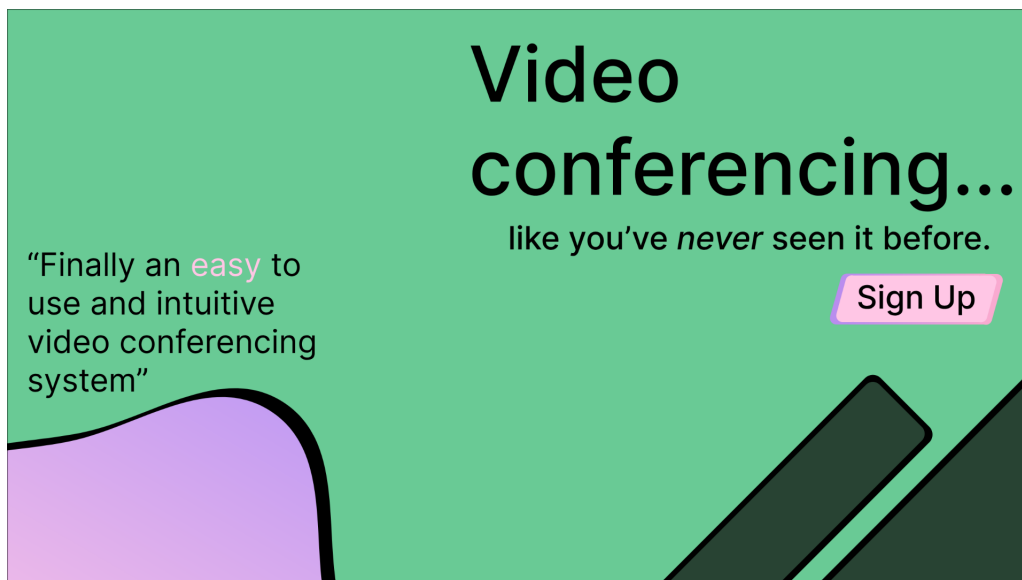 Video
conferencing...
like you’ve never seen it before.
Sign Up
“Finally an easy to
use and intuitive
video conferencing
system”